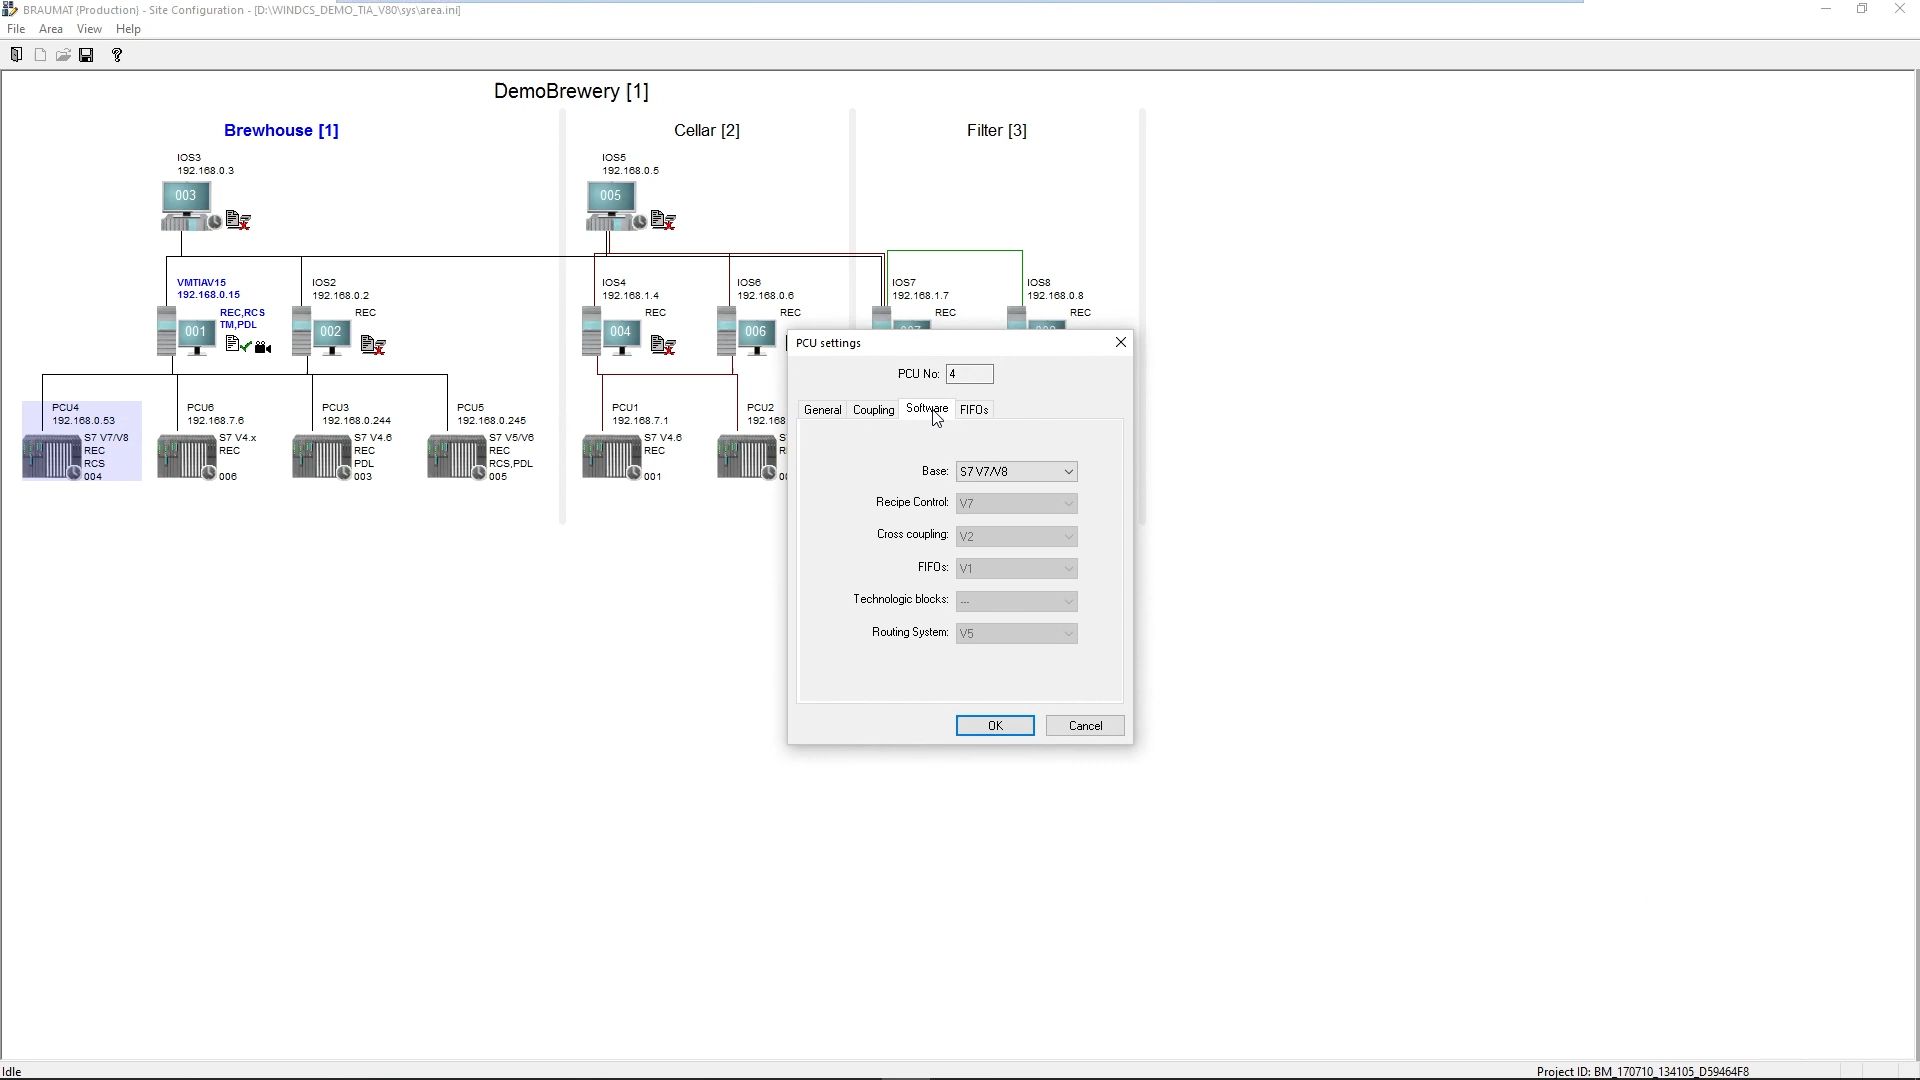 BRAUMAT {Production} - Site Configuration - [D:\WINDCS_DEMO_TIA_V80\sys\area.ini]
File Area View Help
DemoBrewery [1]
Brewhouse [1]
Cellar [2]
Filter [3]
IOS3
192.168.0.3
003
IOS5
192.168.0.5
005
VMTIAV15
192.168.0.15
REC,RCS
TM,PDL
001
IOS2
192.168.0.2
REC
002
IOS4
192.168.1.4
REC
004
IOS6
192.168.0.6
REC
006
IOS7
192.168.1.7
REC
IOS8
192.168.0.8
REC
PCU4
192.168.0.53
S7 V7/V8
REC
RCS
004
PCU6
192.168.7.6
S7 V4.x
REC
006
PCU3
192.168.0.244
S7 V4.6
REC
PDL
003
PCU5
192.168.0.245
S7 V5/V6
REC
RCS,PDL
005
PCU1
192.168.7.1
S7 V4.6
REC
001
PCU2
192.168
PCU settings
PCU No: 4
General Coupling Software FIFOs
Base: S7 V7/V8
Recipe Control: V7
Cross coupling: V2
FIFOs: V1
Technologic blocks: ...
Routing System: V5
OK Cancel
Idle
Project ID: BM_170710_134105_D59464F8